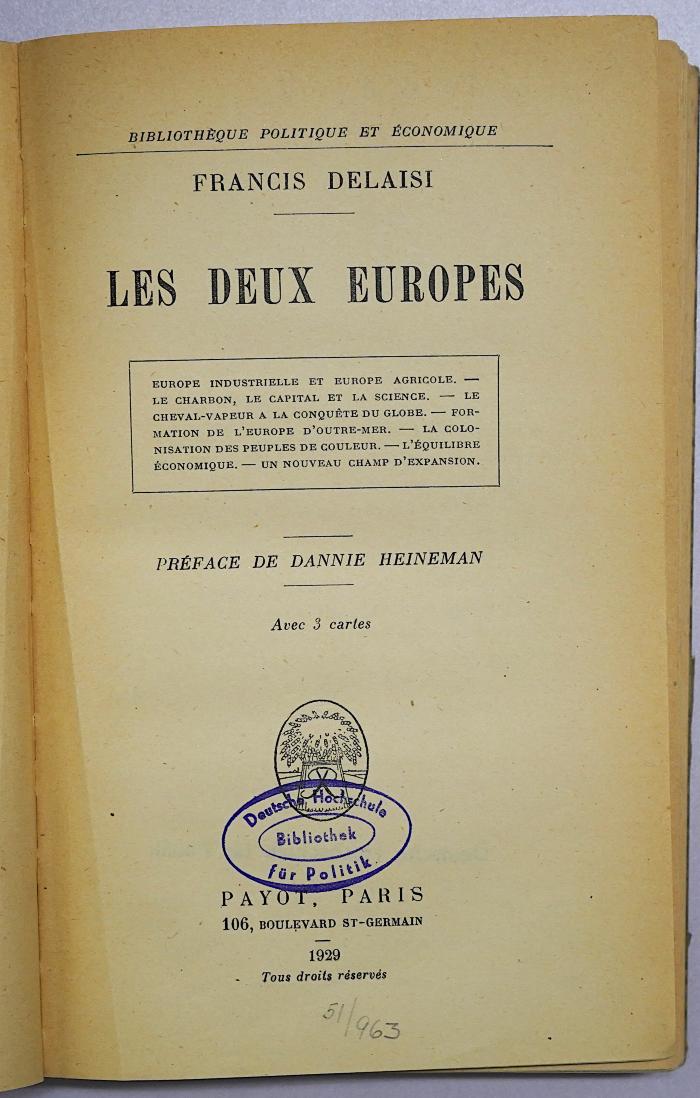 BIBLIOTHÈQUE POLITIQUE ET ÉCONOMIQUE
FRANCIS DELAISI
LES DEUX EUROPES
EUROPE INDUSTRIELLE ET EUROPE AGRICOLE. —
LE CHARBON, LE CAPITAL ET LA SCIENCE. — LE
CHEVAL-VAPEUR A LA CONQUÊTE DU GLOBE. — FOR-
MATION DE L'EUROPE D'OUTRE-MER. — LA COLO-
NISATION DES PEUPLES DE COULEUR. — L'ÉQUILIBRE
ÉCONOMIQUE. — UN NOUVEAU CHAMP D'EXPANSION.
PRÉFACE DE DANNIE HEINEMAN
Avec 3 cartes
Deutsche Hochschule
Bibliothek
für Politik
PAYOT, PARIS
106, BOULEVARD ST-GERMAIN
1929
Tous droits réservés
51/963